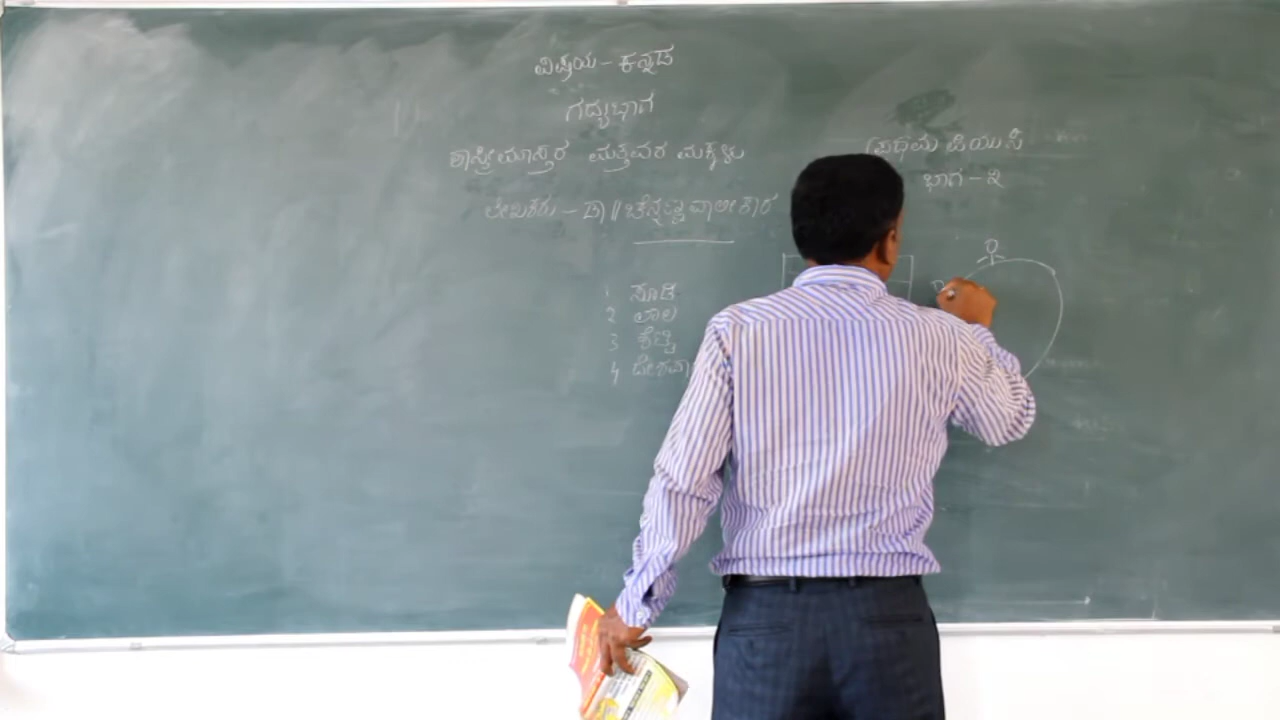 ವಿಷಯ - ಕನ್ನಡ
ಗದ್ಯಭಾಗ
ಶಾಸ್ತ್ರೀಮಾಸ್ತರ ಮತ್ತವರ ಮಕ್ಕಳು
ಲೇಖಕರು - ಡಾ// ಚೆನ್ನಣ್ಣ ವಾಲೀಕಾರ
1 ಸೂಡಿ
2
3
4
ಪ್ರಥಮ ಪಿಯುಸಿ
ಭಾಗ - ೨